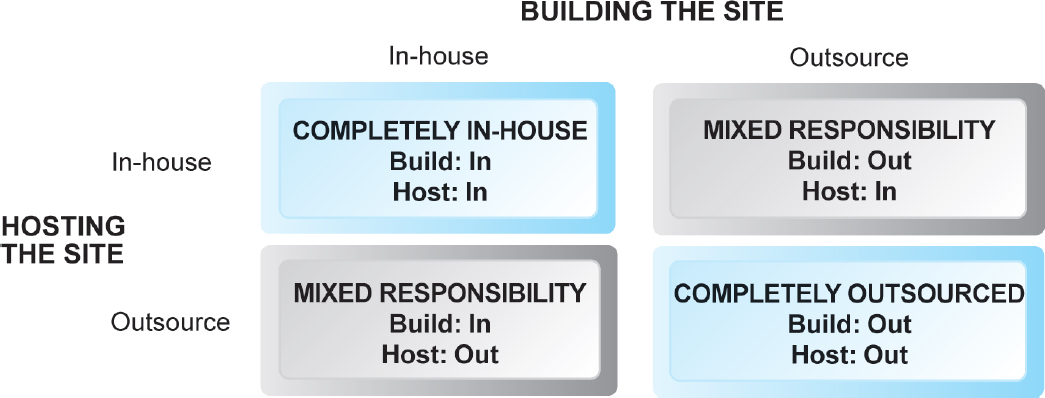 BUILDING THE SITE
In-house
Outsource
In-house
COMPLETELY IN-HOUSE
Build: In
Host: In
MIXED RESPONSIBILITY
Build: Out
Host: In
HOSTING
THE SITE
Outsource
MIXED RESPONSIBILITY
Build: In
Host: Out
COMPLETELY OUTSOURCED
Build: Out
Host: Out